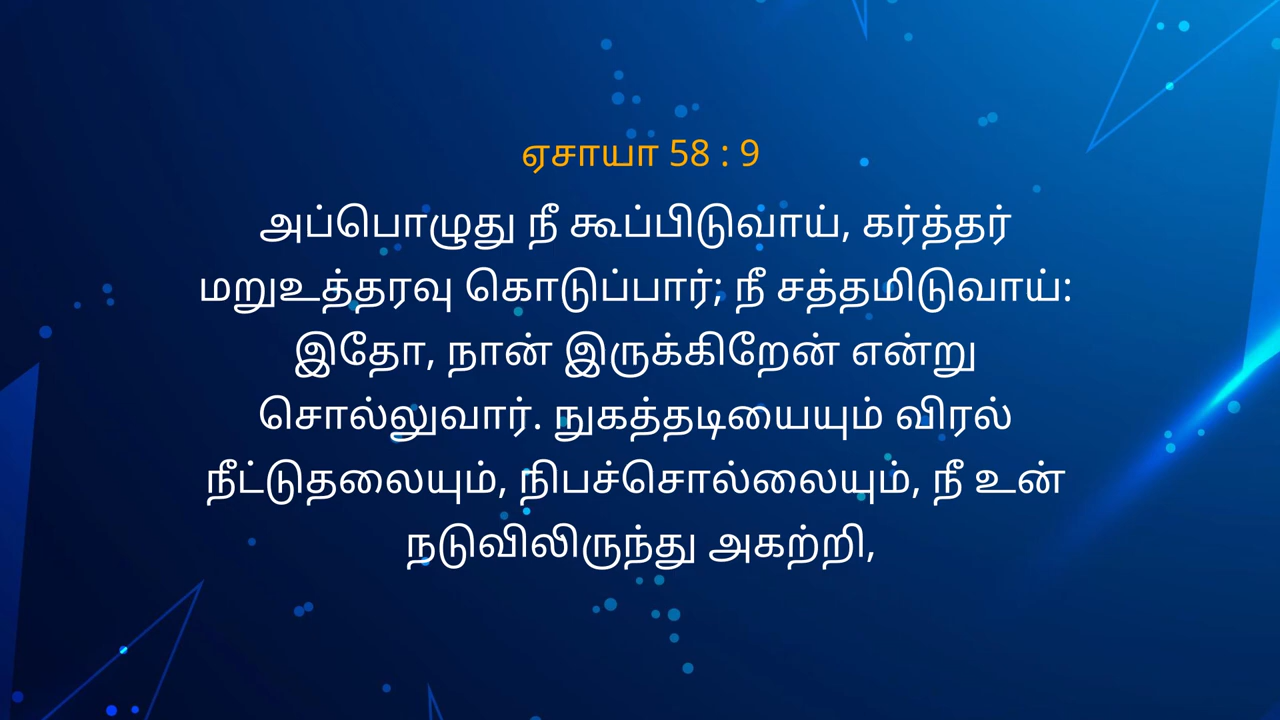 ஏசாயா 58 : 9
அப்பொழுது நீ கூப்பிடுவாய், கர்த்தர்
மறுஉத்தரவு கொடுப்பார்; நீ சத்தமிடுவாய்:
இதோ, நான் இருக்கிறேன் என்று
சொல்லுவார். நுகத்தடியையும் விரல்
நீட்டுதலையும், நிபச்சொல்லையும், நீ உன்
நடுவிலிருந்து அகற்றி,